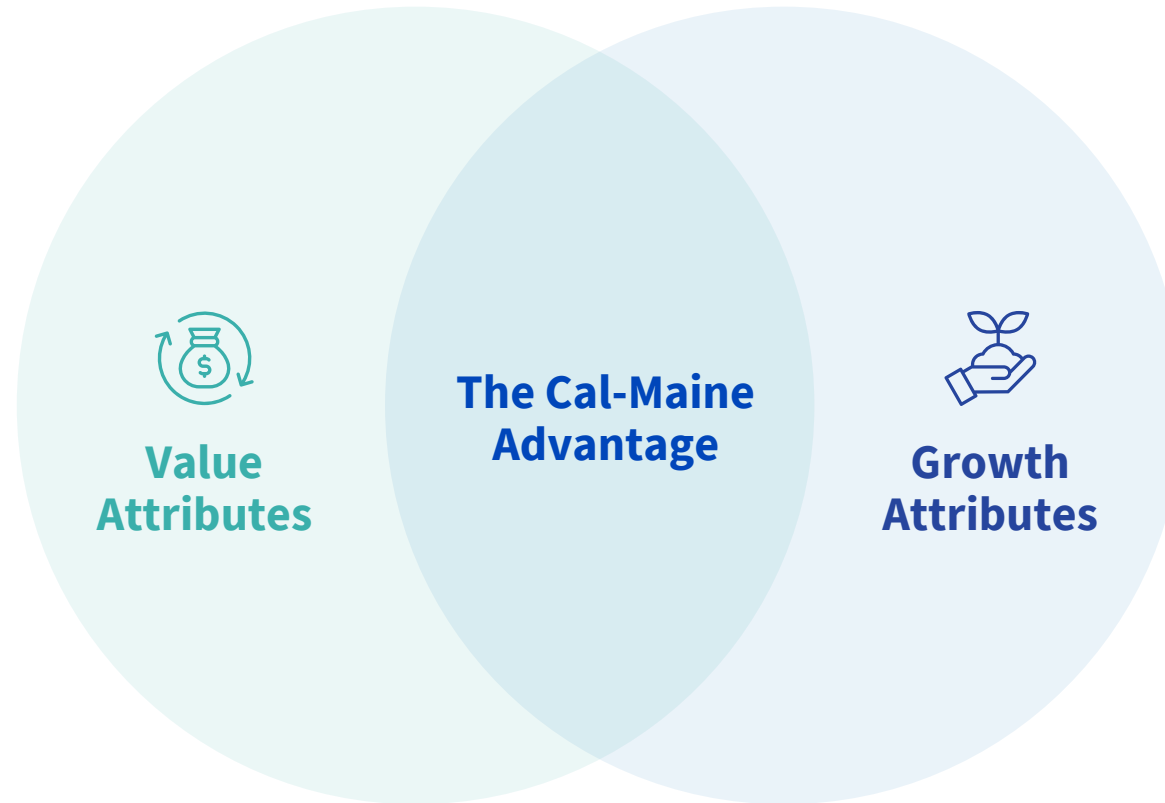 Value
Attributes
The Cal-Maine
Advantage
Growth
Attributes